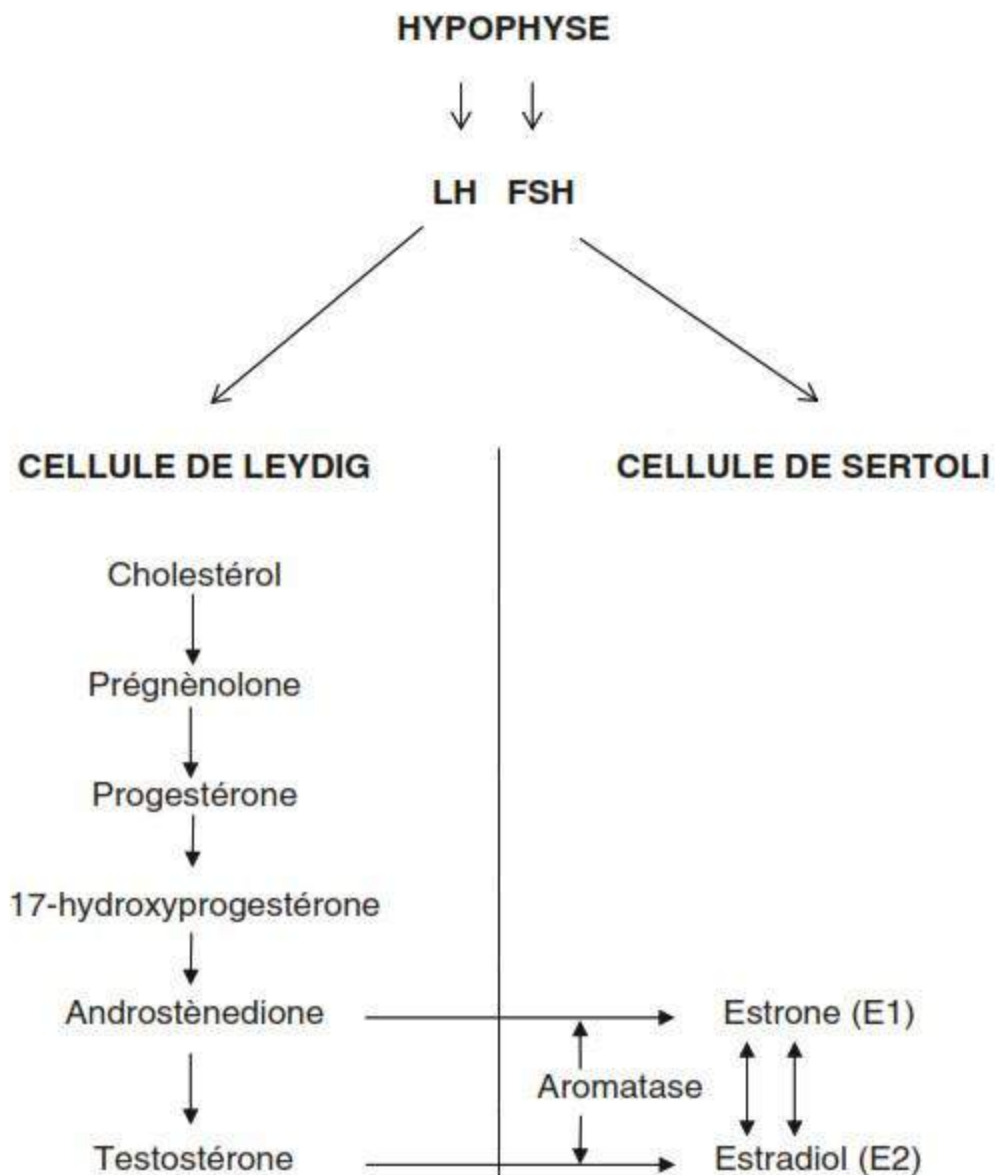 HYPOPHYSE
LH FSH
CELLULE DE LEYDIG
CELLULE DE SERTOLI
Cholestérol
Prégnènolone
Progestérone
17-hydroxyprogestérone
Androstènedione
Estrone (E1)
Aromatase
Testostérone
Estradiol (E2)